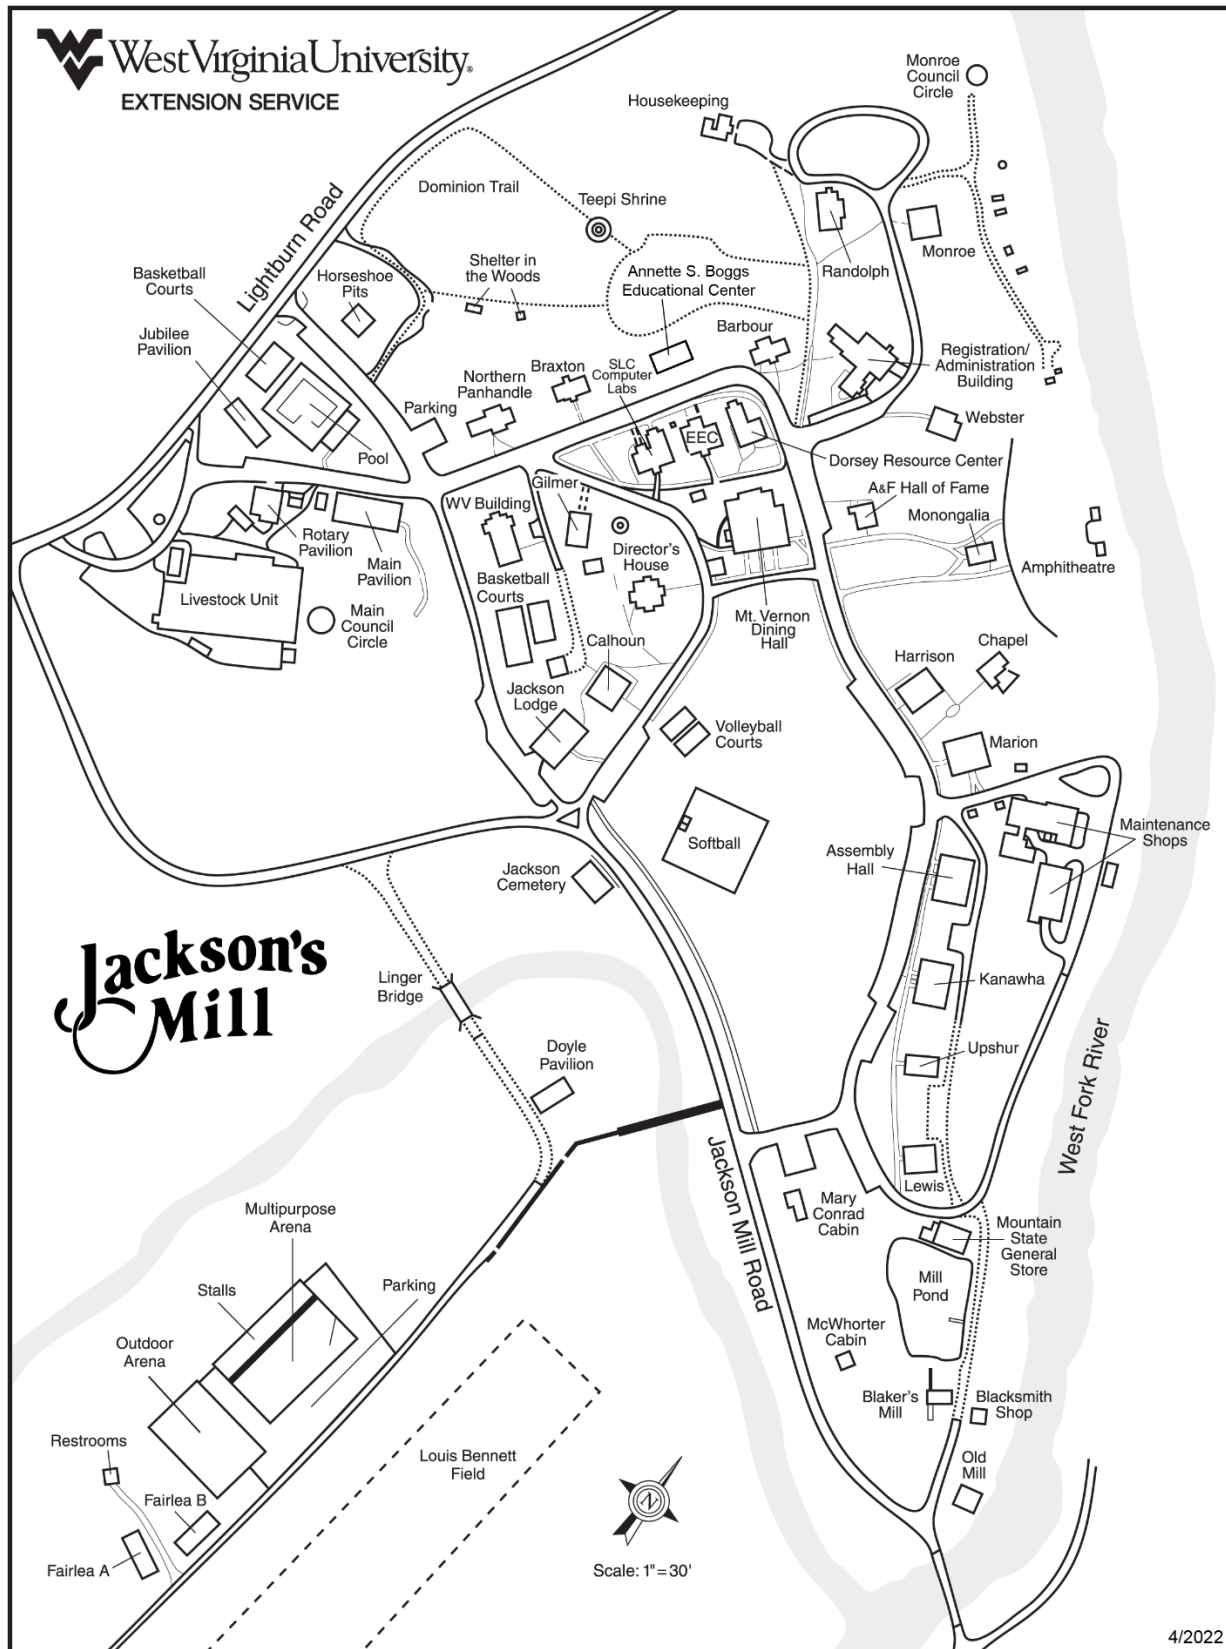 West Virginia University®
EXTENSION SERVICE
Monroe
Council
Circle
Housekeeping
Dominion Trail
Teepi Shrine
Lightburn Road
Basketball
Courts
Horseshoe
Pits
Shelter in
the Woods
Annette S. Boggs
Educational Center
Randolph
Monroe
Jubilee
Pavilion
Barbour
Registration/
Administration
Building
Northern
Panhandle
Braxton
SLC
Computer
Labs
Parking
Webster
EEC
Pool
Dorsey Resource Center
Gilmer
A&F Hall of Fame
WV Building
Monongalia
Rotary
Pavilion
Main
Pavilion
Director's
House
Amphitheatre
Livestock Unit
Basketball
Courts
Main
Council
Circle
Mt. Vernon
Dining
Hall
Calhoun
Chapel
Harrison
Jackson
Lodge
Volleyball
Courts
Marion
Maintenance
Shops
Softball
Assembly
Hall
Jackson
Cemetery
Jackson's
Mill
Linger
Bridge
Kanawha
Doyle
Pavilion
Upshur
West Fork River
Jackson Mill Road
Lewis
Mary
Conrad
Cabin
Multipurpose
Arena
Mountain
State
General
Store
Stalls
Parking
Mill
Pond
Outdoor
Arena
McWhorter
Cabin
Blaker's
Mill
Blacksmith
Shop
Restrooms
Louis Bennett
Field
Old
Mill
Fairlea B
N
Fairlea A
Scale: 1"=30'
4/2022